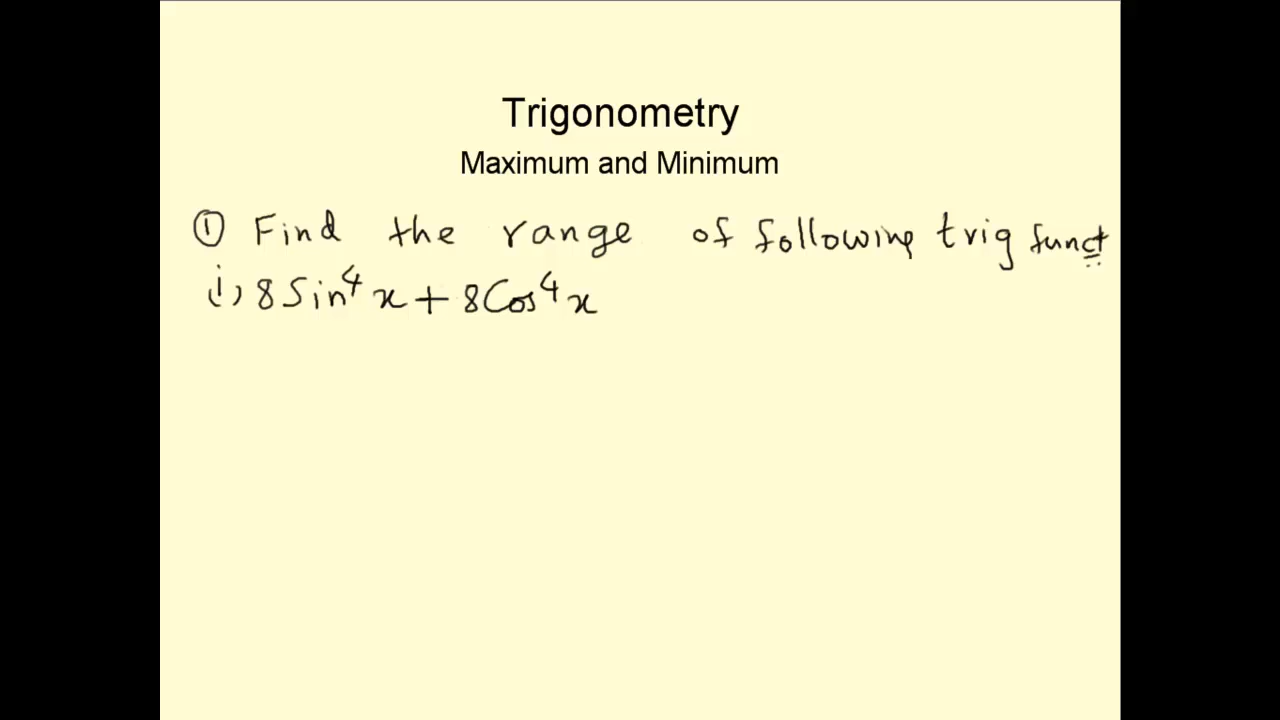 Trigonometry
Maximum and Minimum
① Find the range of following trig funct
(i) 8Sin⁴x + 8Cos⁴x